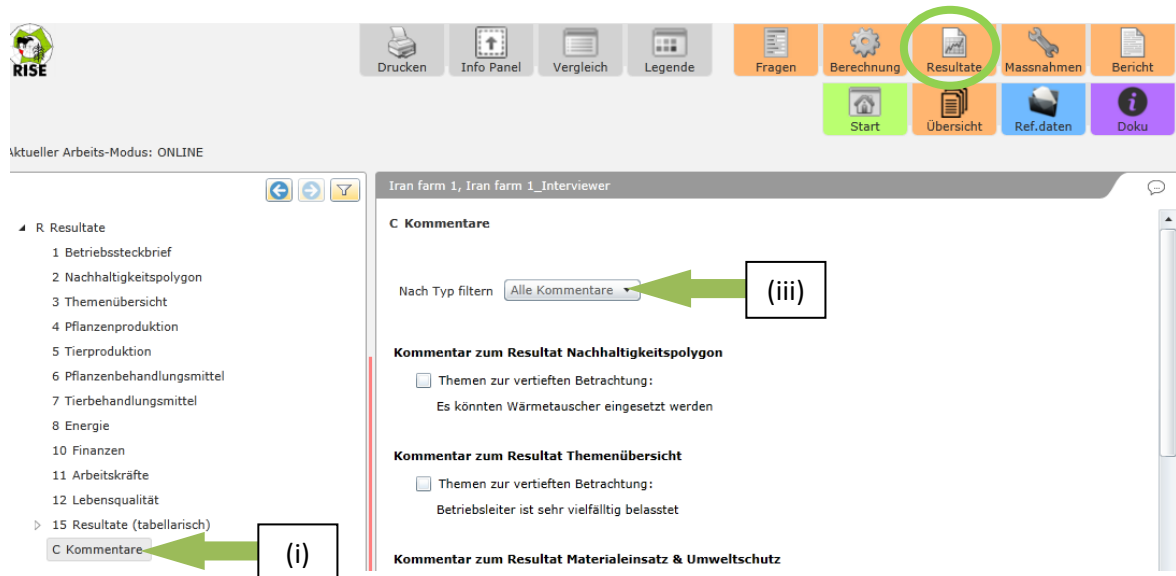 RISE
Drucken Info Panel Vergleich Legende Fragen Berechnung Resultate Massnahmen Bericht
Start Übersicht Ref.daten Doku
Aktueller Arbeits-Modus: ONLINE
Iran farm 1, Iran farm 1_Interviewer
R Resultate
1 Betriebssteckbrief
2 Nachhaltigkeitspolygon
3 Themenübersicht
4 Pflanzenproduktion
5 Tierproduktion
6 Pflanzenbehandlungsmittel
7 Tierbehandlungsmittel
8 Energie
10 Finanzen
11 Arbeitskräfte
12 Lebensqualität
15 Resultate (tabellarisch)
C Kommentare
(i)
C Kommentare
Nach Typ filtern Alle Kommentare
(iii)
Kommentar zum Resultat Nachhaltigkeitspolygon
Themen zur vertieften Betrachtung:
Es könnten Wärmetauscher eingesetzt werden
Kommentar zum Resultat Themenübersicht
Themen zur vertieften Betrachtung:
Betriebsleiter ist sehr vielfälltig belasstet
Kommentar zum Resultat Materialeinsatz & Umweltschutz